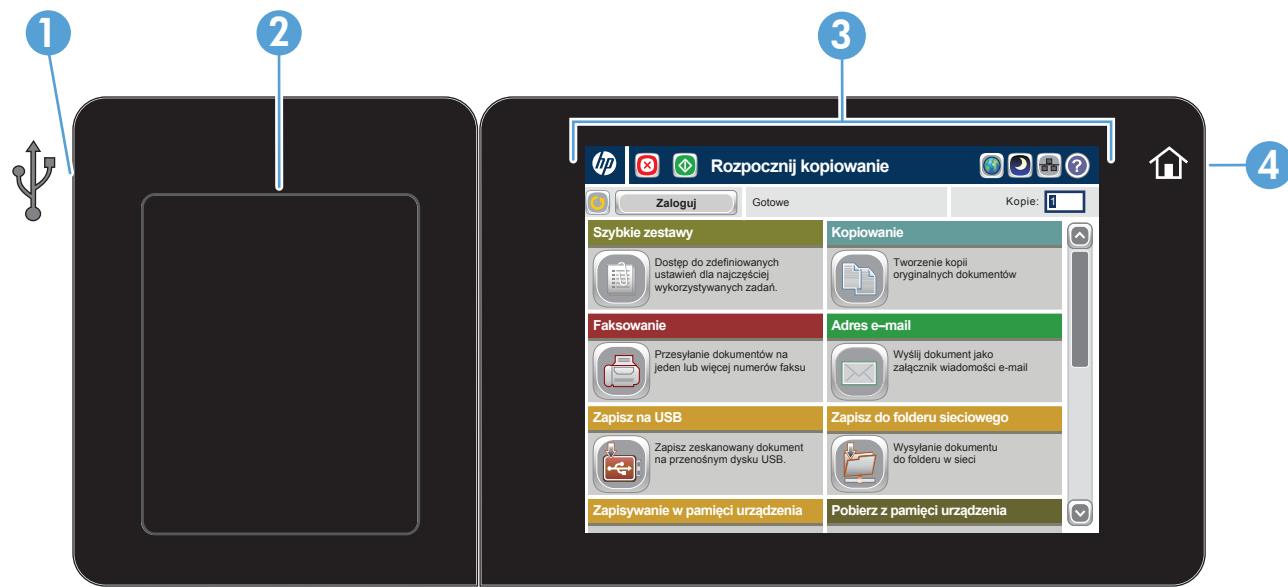 1
2
3
4
hp
Rozpocznij kopiowanie
?
Zaloguj
Gotowe
Kopie: 1
Szybkie zestawy
Dostęp do zdefiniowanych
ustawień dla najczęściej
wykorzystywanych zadań.
Kopiowanie
Tworzenie kopii
oryginalnych dokumentów
Faksowanie
Przesyłanie dokumentów na
jeden lub więcej numerów faksu
Adres e–mail
Wyślij dokument jako
załącznik wiadomości e-mail
Zapisz na USB
Zapisz zeskanowany dokument
na przenośnym dysku USB.
Zapisz do folderu sieciowego
Wysyłanie dokumentu
do folderu w sieci
Zapisywanie w pamięci urządzenia
Pobierz z pamięci urządzenia